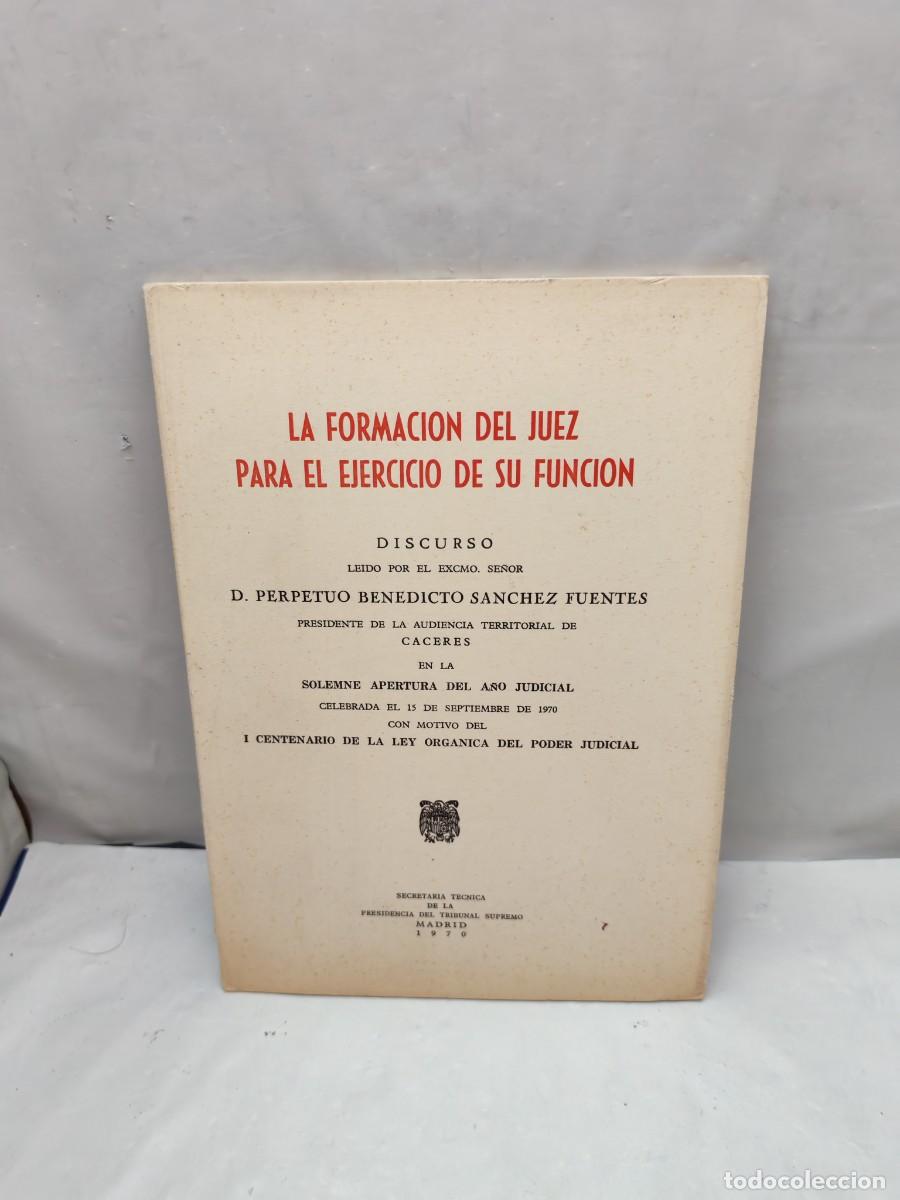 LA FORMACION DEL JUEZ
PARA EL EJERCICIO DE SU FUNCION
DISCURSO
LEIDO POR EL EXCMO. SEÑOR
D. PERPETUO BENEDICTO SANCHEZ FUENTES
PRESIDENTE DE LA AUDIENCIA TERRITORIAL DE
CACERES
EN LA
SOLEMNE APERTURA DEL AÑO JUDICIAL
CELEBRADA EL 15 DE SEPTIEMBRE DE 1970
CON MOTIVO DEL
I CENTENARIO DE LA LEY ORGANICA DEL PODER JUDICIAL
SECRETARIA TECNICA
DE LA
PRESIDENCIA DEL TRIBUNAL SUPREMO
MADRID
1970
todocoleccion